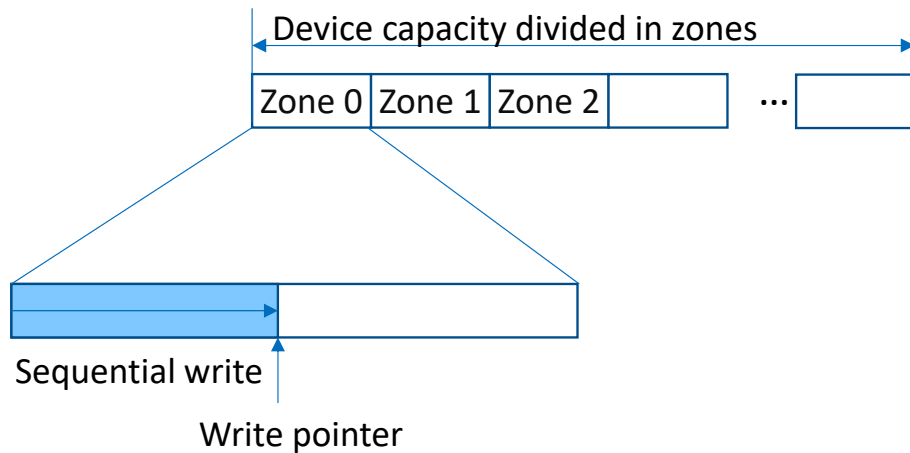 Device capacity divided in zones
Zone 0 Zone 1 Zone 2 ...
Sequential write
Write pointer